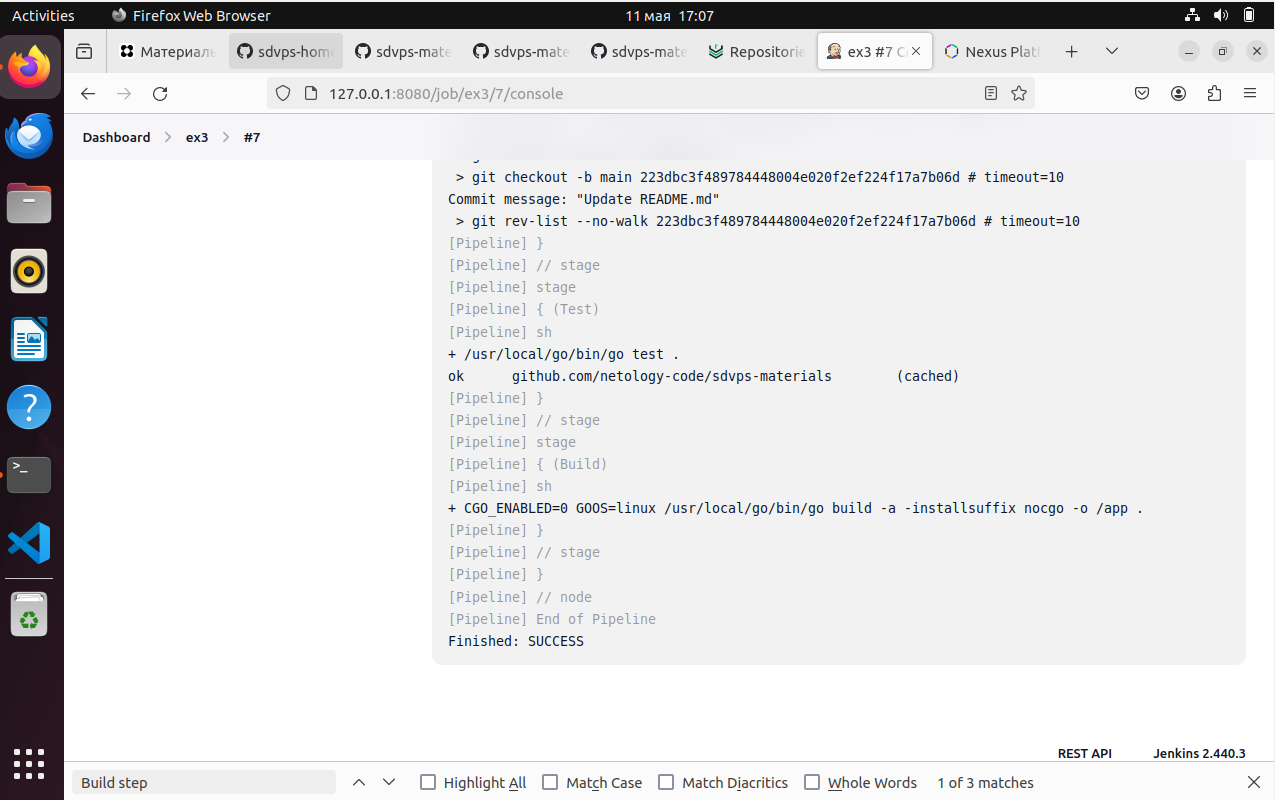 Activities
Firefox Web Browser
11 мая 17:07
Материаль
sdvps-hom
sdvps-mate
sdvps-mate
sdvps-mate
Repositorie
ex3 #7 C
Nexus Platf
127.0.0.1:8080/job/ex3/7/console
Dashboard
ex3
#7
> git checkout -b main 223dbc3f489784448004e020f2ef224f17a7b06d # timeout=10
Commit message: "Update README.md"
> git rev-list --no-walk 223dbc3f489784448004e020f2ef224f17a7b06d # timeout=10
[Pipeline] }
[Pipeline] // stage
[Pipeline] stage
[Pipeline] { (Test)
[Pipeline] sh
+ /usr/local/go/bin/go test .
ok github.com/netology-code/sdvps-materials (cached)
[Pipeline] }
[Pipeline] // stage
[Pipeline] stage
[Pipeline] { (Build)
[Pipeline] sh
+ CGO_ENABLED=0 GOOS=linux /usr/local/go/bin/go build -a -installsuffix nocgo -o /app .
[Pipeline] }
[Pipeline] // stage
[Pipeline] }
[Pipeline] // node
[Pipeline] End of Pipeline
Finished: SUCCESS
REST API
Jenkins 2.440.3
Build step
Highlight All
Match Case
Match Diacritics
Whole Words
1 of 3 matches